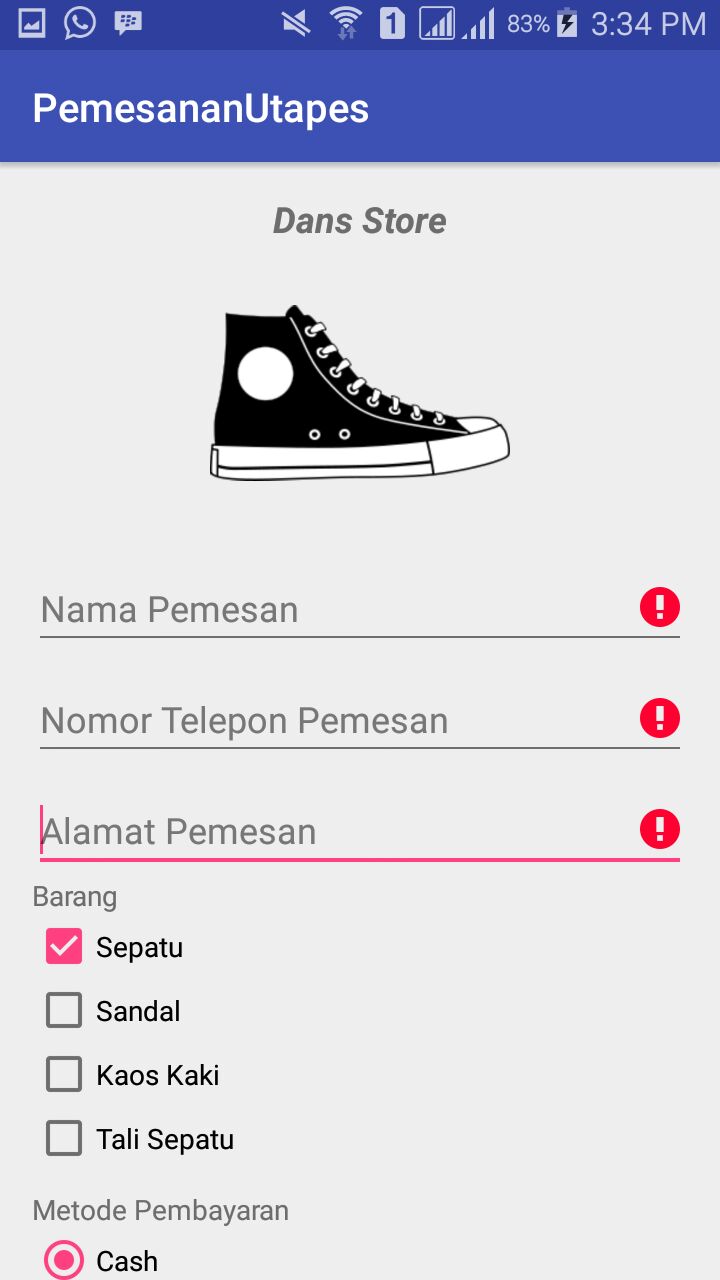 1 83% 3:34 PM
PemesananUtapes
Dans Store
Nama Pemesan
Nomor Telepon Pemesan
Alamat Pemesan
Barang
Sepatu
Sandal
Kaos Kaki
Tali Sepatu
Metode Pembayaran
Cash